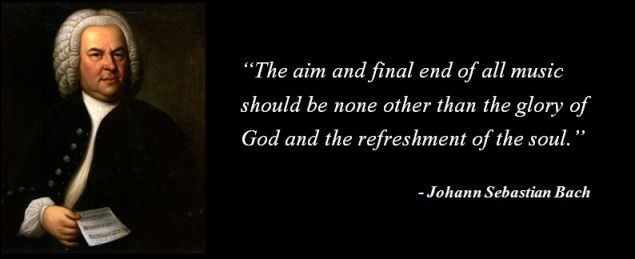 “The aim and final end of all music
should be none other than the glory of
God and the refreshment of the soul.”
- Johann Sebastian Bach